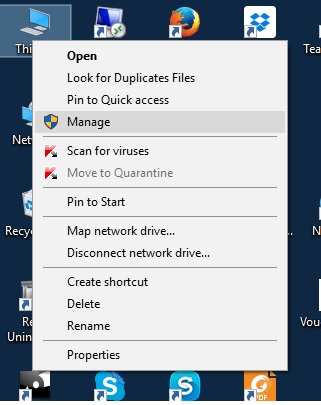 Thi
Tea
Open
Look for Duplicates Files
Pin to Quick access
Manage
Net
Scan for viruses
Move to Quarantine
Pin to Start
Recy
N
Map network drive...
Disconnect network drive...
Create shortcut
Delete
Re
Vou
Unin
Rename
Properties
PDF